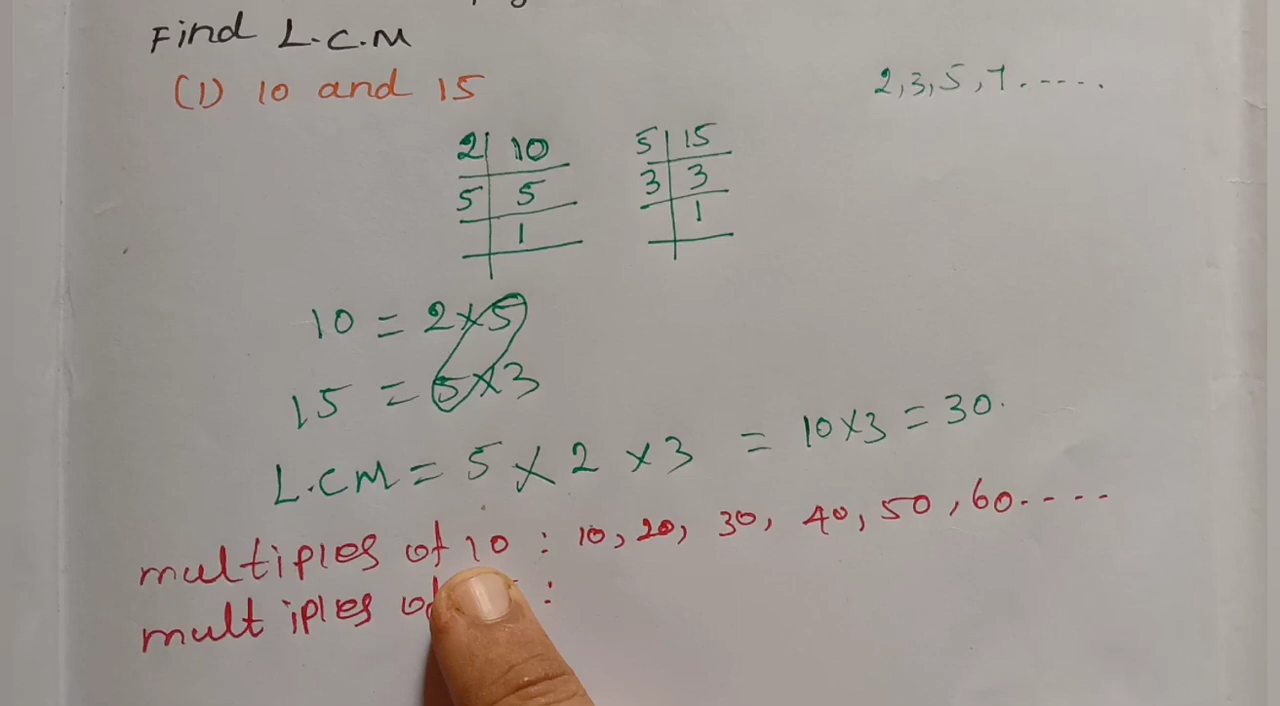 Find L.C.M
(1) 10 and 15
2,3,5,7.----.
2 10 5 15
5 5 3 3
1 1
10 = 2×5
15 = 5×3
L.CM = 5 × 2 × 3 = 10×3 = 30.
multiples of 10 : 10, 20, 30, 40, 50, 60....
multiples :